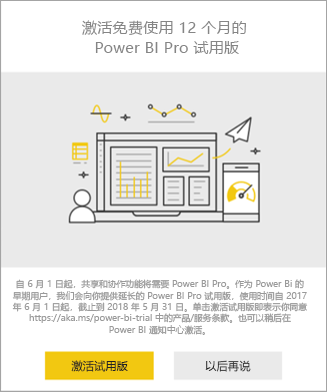 激活免费使用 12 个月的
Power BI Pro 试用版
自 6 月 1 日起，共享和协作功能将需要 Power BI Pro。作为 Power Bi 的
早期用户，我们会向你提供延长的 Power BI Pro 试用版，使用时间自 2017
年 6 月 1 日起，截止到 2018 年 5 月 31 日。单击激活试用版即表示你同意
https://aka.ms/power-bi-trial 中的产品/服务条款。也可以稍后在
Power BI 通知中心激活。
激活试用版
以后再说